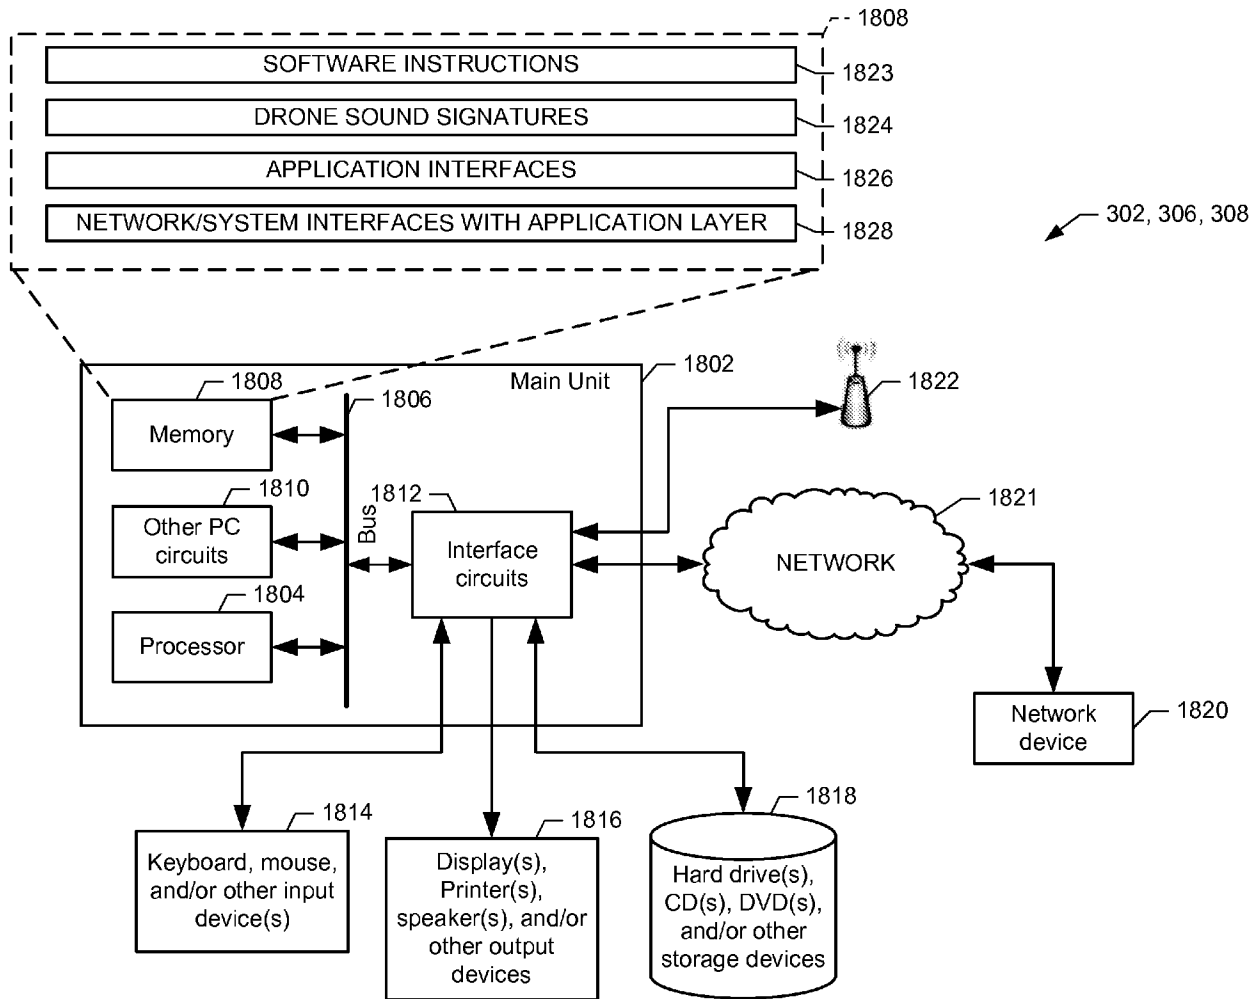 1808
SOFTWARE INSTRUCTIONS
1823
DRONE SOUND SIGNATURES
1824
APPLICATION INTERFACES
1826
NETWORK/SYSTEM INTERFACES WITH APPLICATION LAYER
1828
302, 306, 308
1802
Main Unit
1808
Memory
1806
1822
1810
Other PC
circuits
Bus
1812
Interface
circuits
1821
NETWORK
1804
Processor
Network
device
1820
1814
Keyboard, mouse,
and/or other input
device(s)
1816
Display(s),
Printer(s),
speaker(s), and/or
other output
devices
1818
Hard drive(s),
CD(s), DVD(s),
and/or other
storage devices